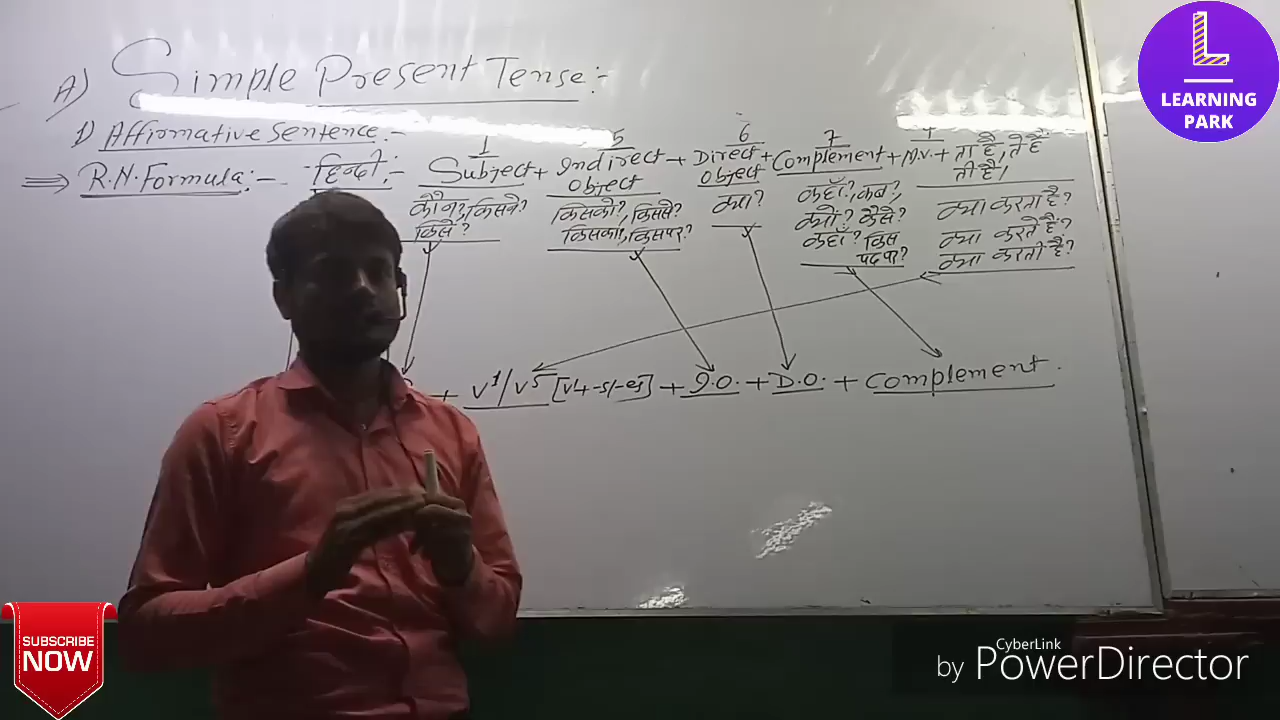 A) Simple Present Tense:-
1) Affirmative Sentence:-
⇒ R.N. Formula:- हिन्दी:-
1 5 6 7 4
Subject + Indirect Object + Direct Object + Complement + M.V. + ता है, ते हैं
ती है,
कौन?, किसने? किसको?, किससे? क्या? कहाँ?, कब?, क्या करता है?
किसे? किसका?, किसपर? क्यों? कैसे? क्या करते हैं?
कहाँ? किस पद पर? क्या करती है?
+ V1/V5 [V1+-s/-es] + I.O. + D.O. + Complement.
L
LEARNING
PARK
SUBSCRIBE
NOW
CyberLink
by PowerDirector